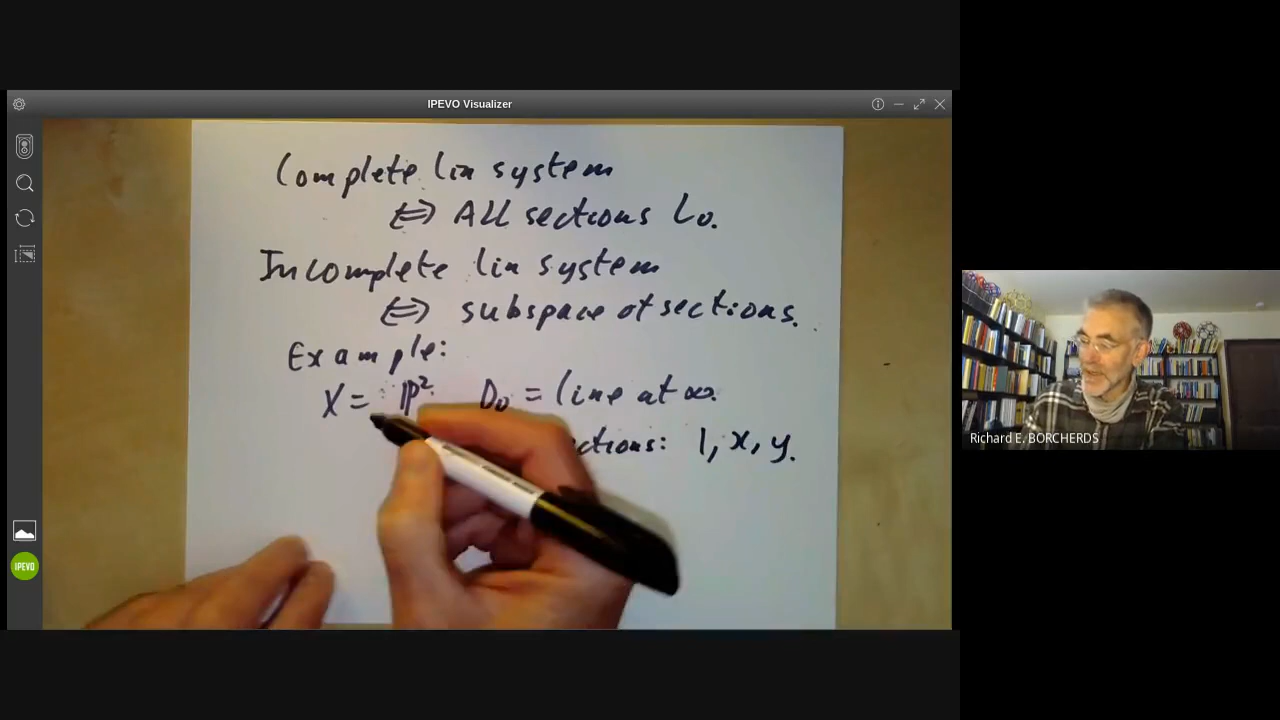 IPEVO Visualizer
Complete lin system
⇔ All sections L₀.
Incomplete lin system
⇔ subspace of sections.
Example:
X = P² D₀ = line at ∞.
ctions: 1, x, y.
IPEVO
Richard E. BORCHERDS